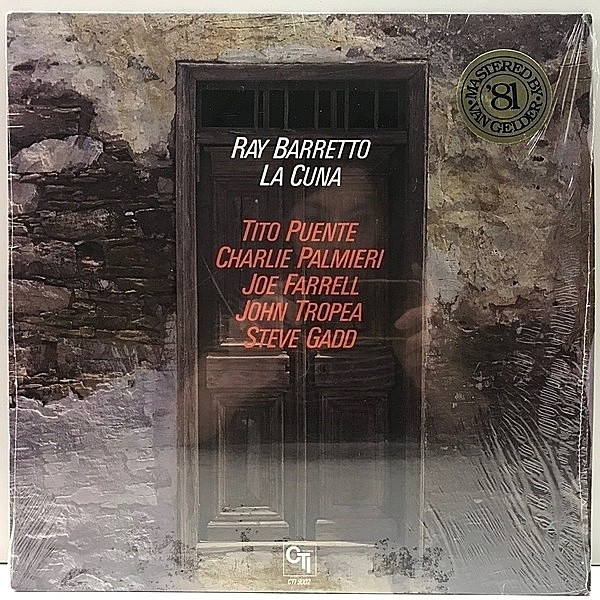 MASTERED BY
'81
VAN GELDER
RAY BARRETTO
LA CUNA
TITO PUENTE
CHARLIE PALMIERI
JOE FARRELL
JOHN TROPEA
STEVE GADD
CTI
CTI 9002